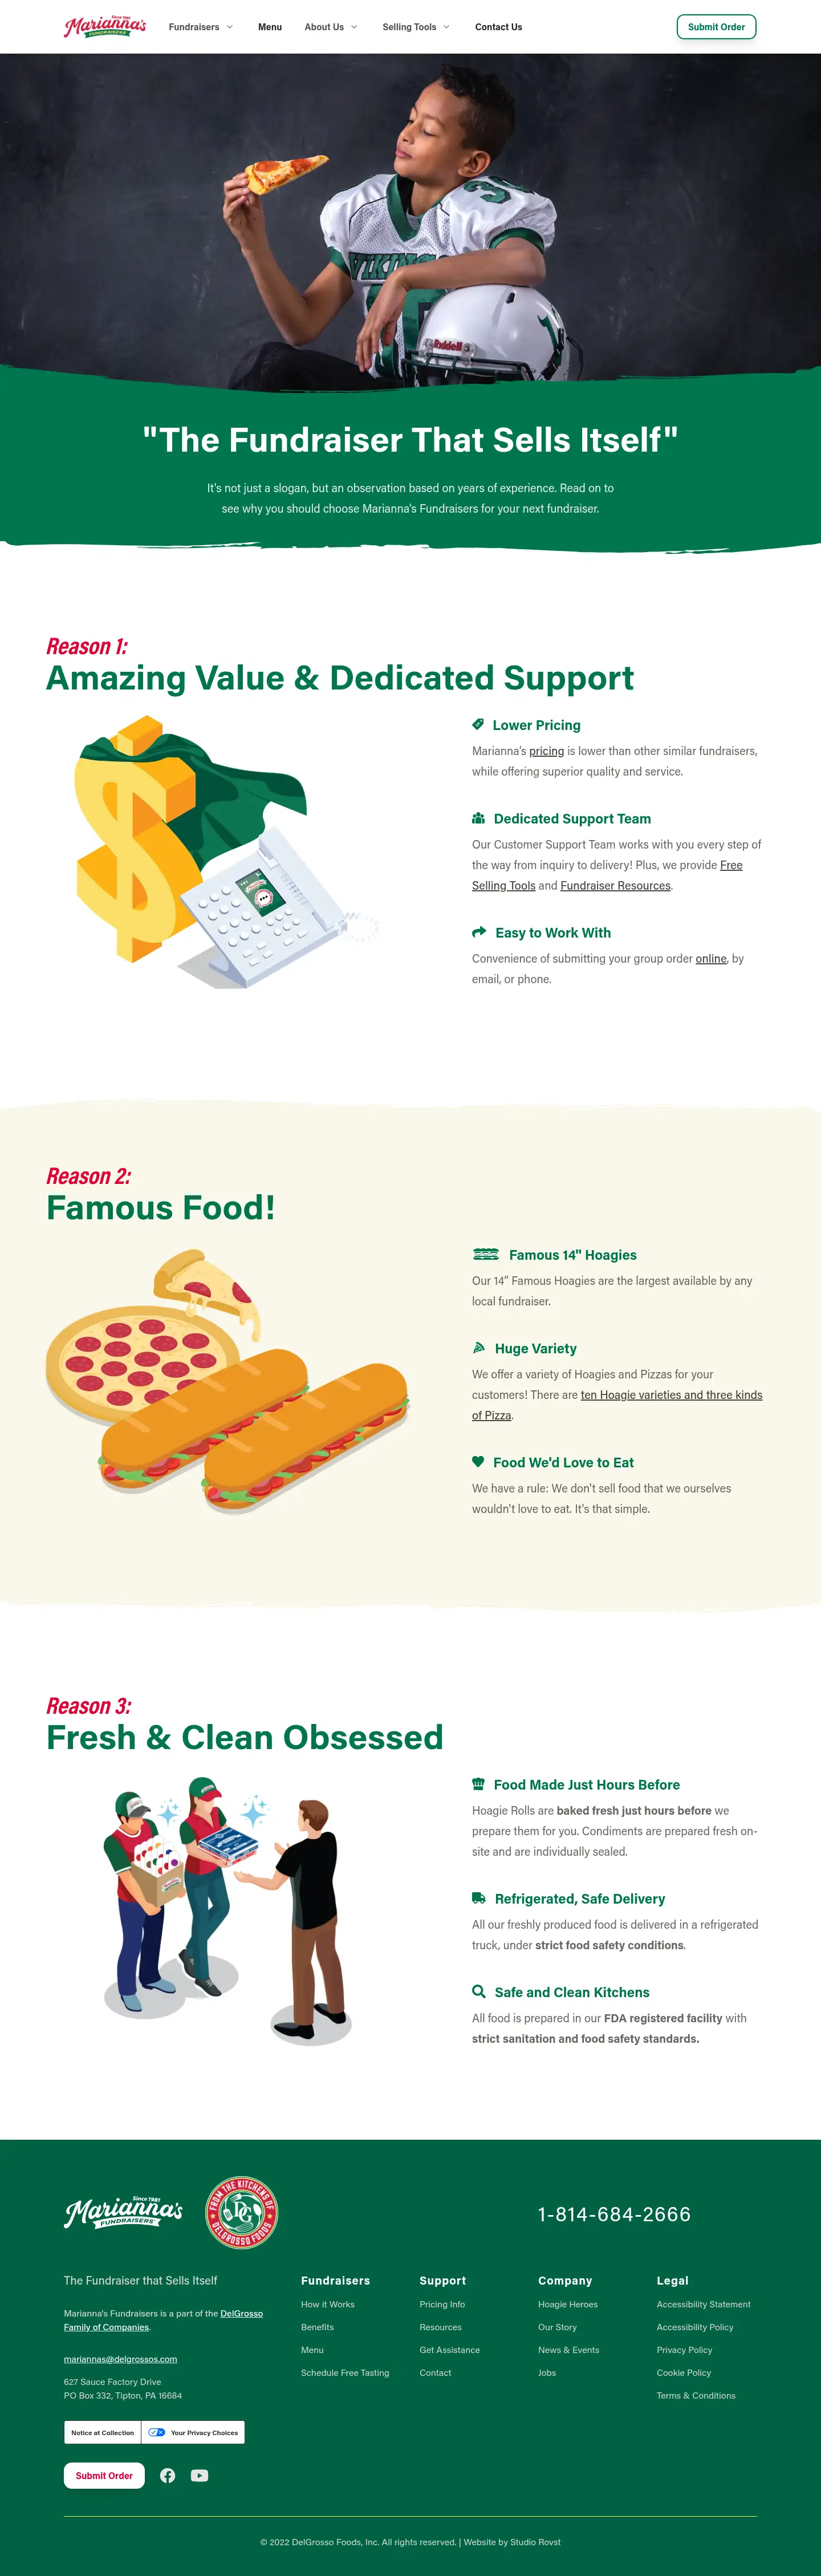 Since 1981
Marianna's
FUNDRAISERS
Fundraisers
Menu
About Us
Selling Tools
Contact Us
Submit Order
3
VIKINGS
Riddell
"The Fundraiser That Sells Itself"
It's not just a slogan, but an observation based on years of experience. Read on to
see why you should choose Marianna's Fundraisers for your next fundraiser.
Reason 1:
Amazing Value & Dedicated Support
Lower Pricing
Marianna's pricing is lower than other similar fundraisers,
while offering superior quality and service.
Dedicated Support Team
Our Customer Support Team works with you every step of
the way from inquiry to delivery! Plus, we provide Free
Selling Tools and Fundraiser Resources.
Easy to Work With
Convenience of submitting your group order online, by
email, or phone.
Reason 2:
Famous Food!
Famous 14" Hoagies
Our 14" Famous Hoagies are the largest available by any
local fundraiser.
Huge Variety
We offer a variety of Hoagies and Pizzas for your
customers! There are ten Hoagie varieties and three kinds
of Pizza.
Food We'd Love to Eat
We have a rule: We don't sell food that we ourselves
wouldn't love to eat. It's that simple.
Reason 3:
Fresh & Clean Obsessed
Food Made Just Hours Before
Hoagie Rolls are baked fresh just hours before we
prepare them for you. Condiments are prepared fresh on-
site and are individually sealed.
Refrigerated, Safe Delivery
All our freshly produced food is delivered in a refrigerated
truck, under strict food safety conditions.
Safe and Clean Kitchens
All food is prepared in our FDA registered facility with
strict sanitation and food safety standards.
Since 1981
Marianna's
FUNDRAISERS
FROM THE KITCHENS OF
DG
DELGROSSO FOODS
1-814-684-2666
The Fundraiser that Sells Itself
Marianna's Fundraisers is a part of the DelGrosso
Family of Companies.
mariannas@delgrossos.com
627 Sauce Factory Drive
PO Box 332, Tipton, PA 16684
Notice at Collection
Your Privacy Choices
Submit Order
Fundraisers
How it Works
Benefits
Menu
Schedule Free Tasting
Support
Pricing Info
Resources
Get Assistance
Contact
Company
Hoagie Heroes
Our Story
News & Events
Jobs
Legal
Accessibility Statement
Accessibility Policy
Privacy Policy
Cookie Policy
Terms & Conditions
© 2022 DelGrosso Foods, Inc. All rights reserved. | Website by Studio Rovst